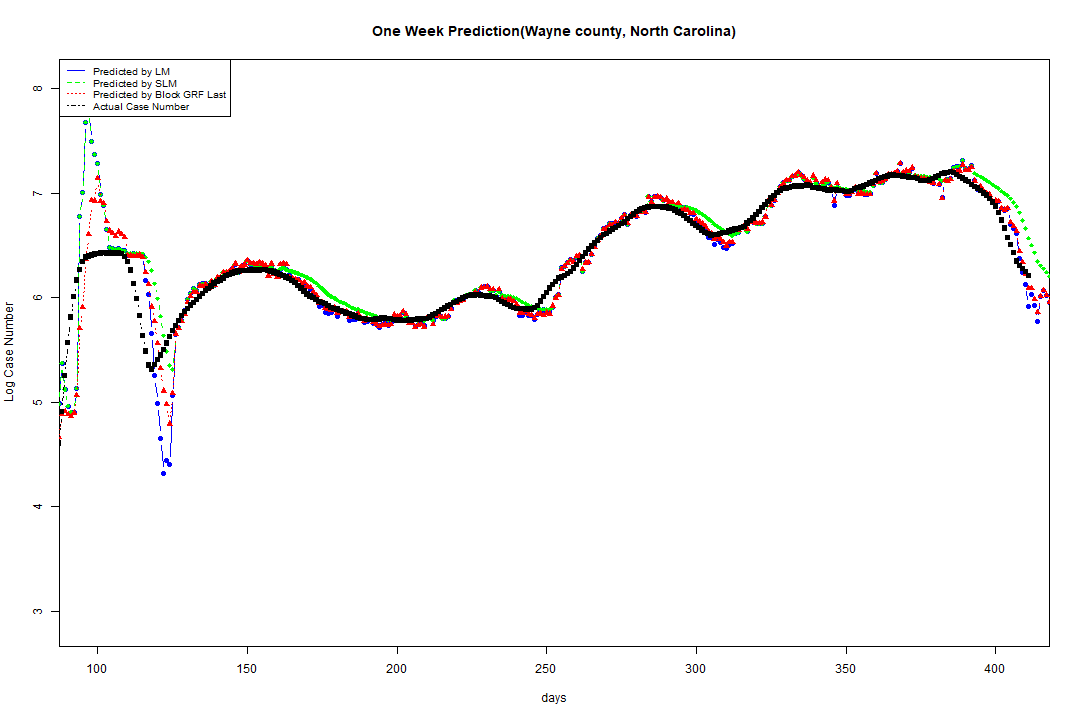 One Week Prediction(Wayne county, North Carolina)
Predicted by LM
Predicted by SLM
Predicted by Block GRF Last
Actual Case Number
8
7
6
5
4
3
Log Case Number
100 150 200 250 300 350 400
days